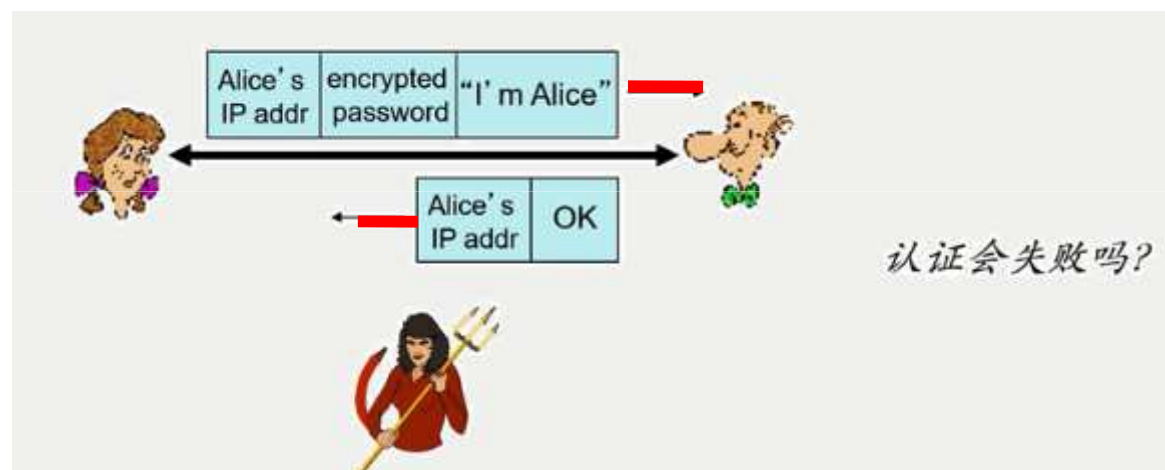 Alice's
IP addr
encrypted
password
“I'm Alice”
Alice's
IP addr
OK
认证会失败吗?